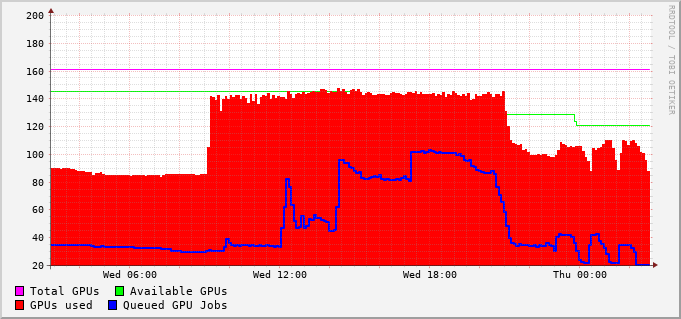 RRDTOOL / TOBI OETIKER
200
180
160
140
120
100
80
60
40
20
Wed 06:00 Wed 12:00 Wed 18:00 Thu 00:00
Total GPUs Available GPUs
GPUs used Queued GPU Jobs